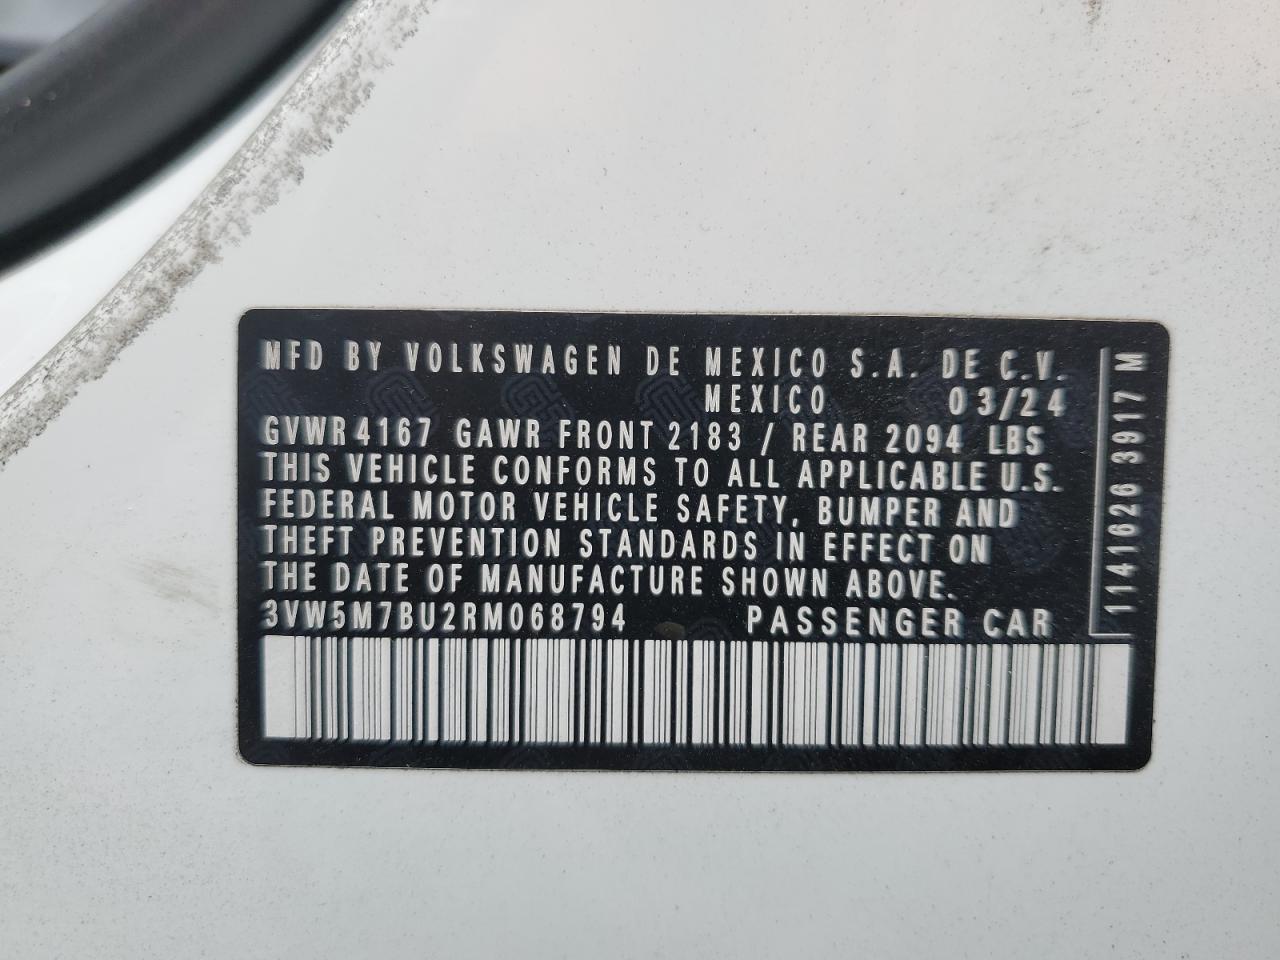 MFD BY VOLKSWAGEN DE MEXICO S.A. DE C.V.
MEXICO 03/24
GVWR 4167 GAWR FRONT 2183 / REAR 2094 LBS
THIS VEHICLE CONFORMS TO ALL APPLICABLE U.S.
FEDERAL MOTOR VEHICLE SAFETY, BUMPER AND
THEFT PREVENTION STANDARDS IN EFFECT ON
THE DATE OF MANUFACTURE SHOWN ABOVE.
3VW5M7BU2RM068794 PASSENGER CAR
1141626 3917 M